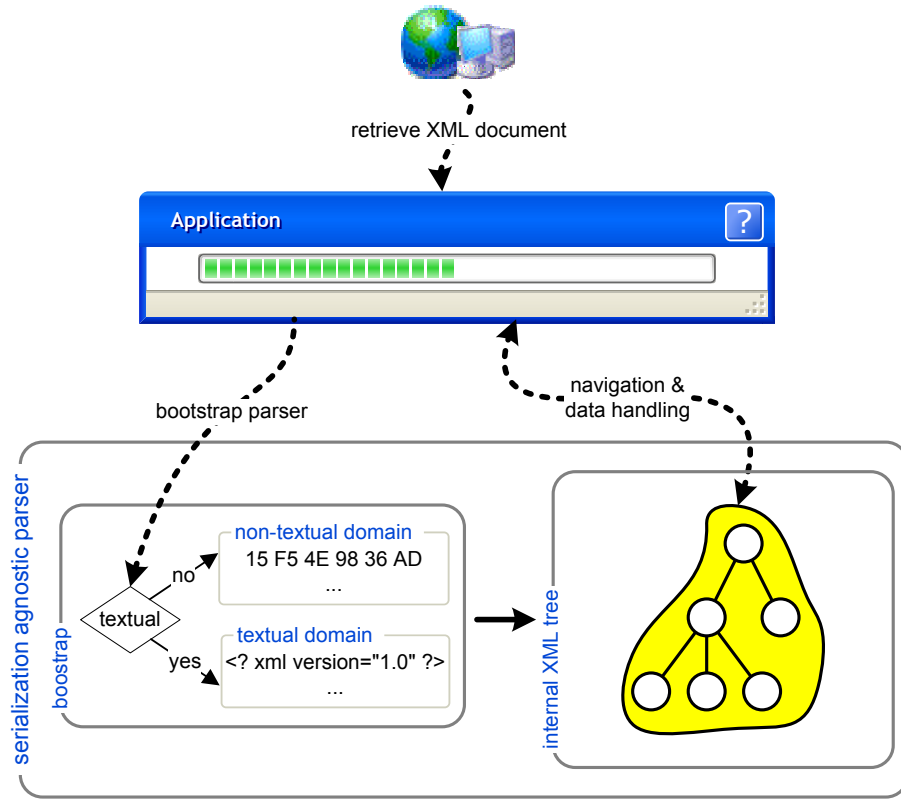 retrieve XML document
Application
?
bootstrap parser
navigation &
data handling
serialization agnostic parser
boostrap
textual
no
yes
non-textual domain
15 F5 4E 98 36 AD
...
textual domain
<? xml version="1.0" ?>
...
internal XML tree